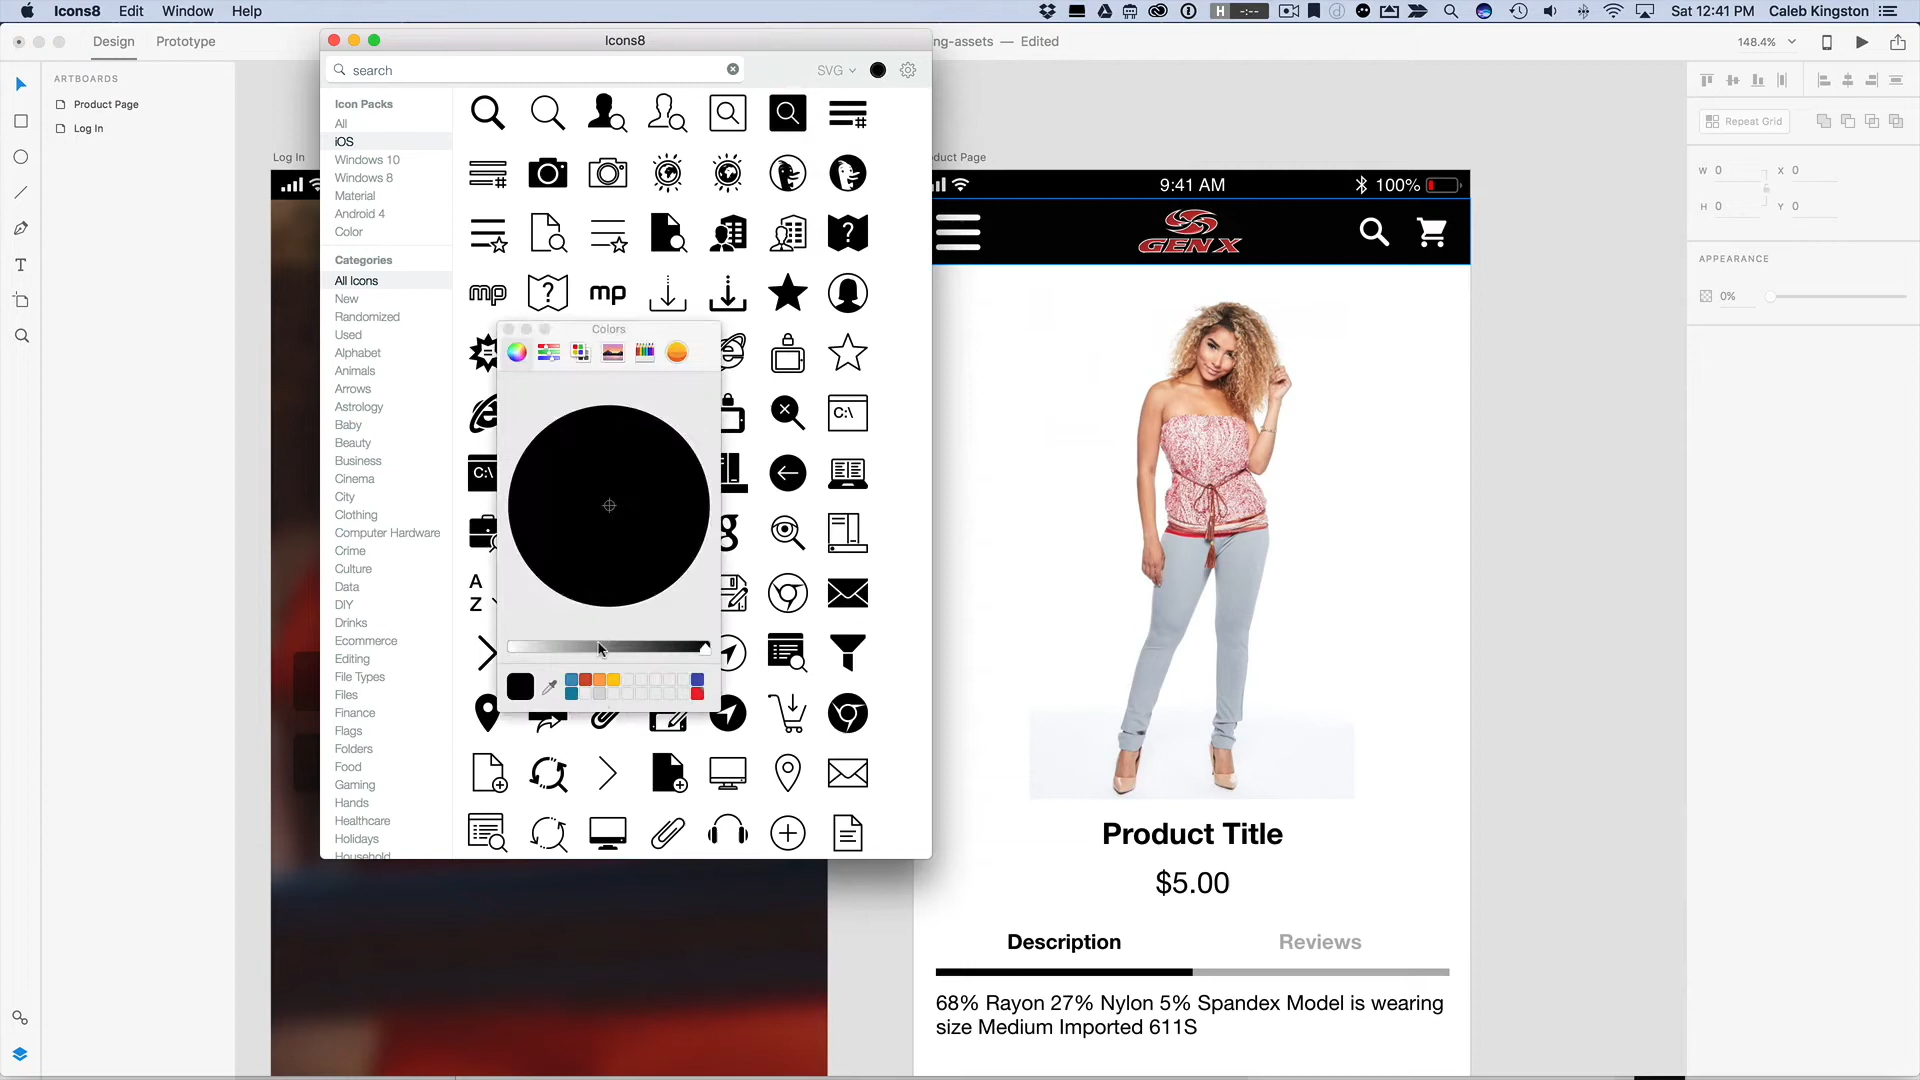 Icons8 Edit Window Help
H -:-- Sat 12:41 PM Caleb Kingston
Design Prototype
Icons8
ng-assets — Edited
148.4%
ARTBOARDS
Product Page
Log In
search
SVG
Icon Packs
All
iOS
Windows 10
Windows 8
Material
Android 4
Color
Categories
All Icons
New
Randomized
Used
Alphabet
Animals
Arrows
Astrology
Baby
Beauty
Business
Cinema
City
Clothing
Computer Hardware
Crime
Culture
Data
DIY
Drinks
Ecommerce
Editing
File Types
Files
Finance
Flags
Folders
Food
Gaming
Hands
Healthcare
Holidays
Household
mp
mp
C:\
C:\
g
A
Z
Colors
Log In
duct Page
9:41 AM
100%
GEN X
Product Title
$5.00
Description
Reviews
68% Rayon 27% Nylon 5% Spandex Model is wearing
size Medium Imported 611S
Repeat Grid
W 0 X 0
H 0 Y 0
APPEARANCE
0%